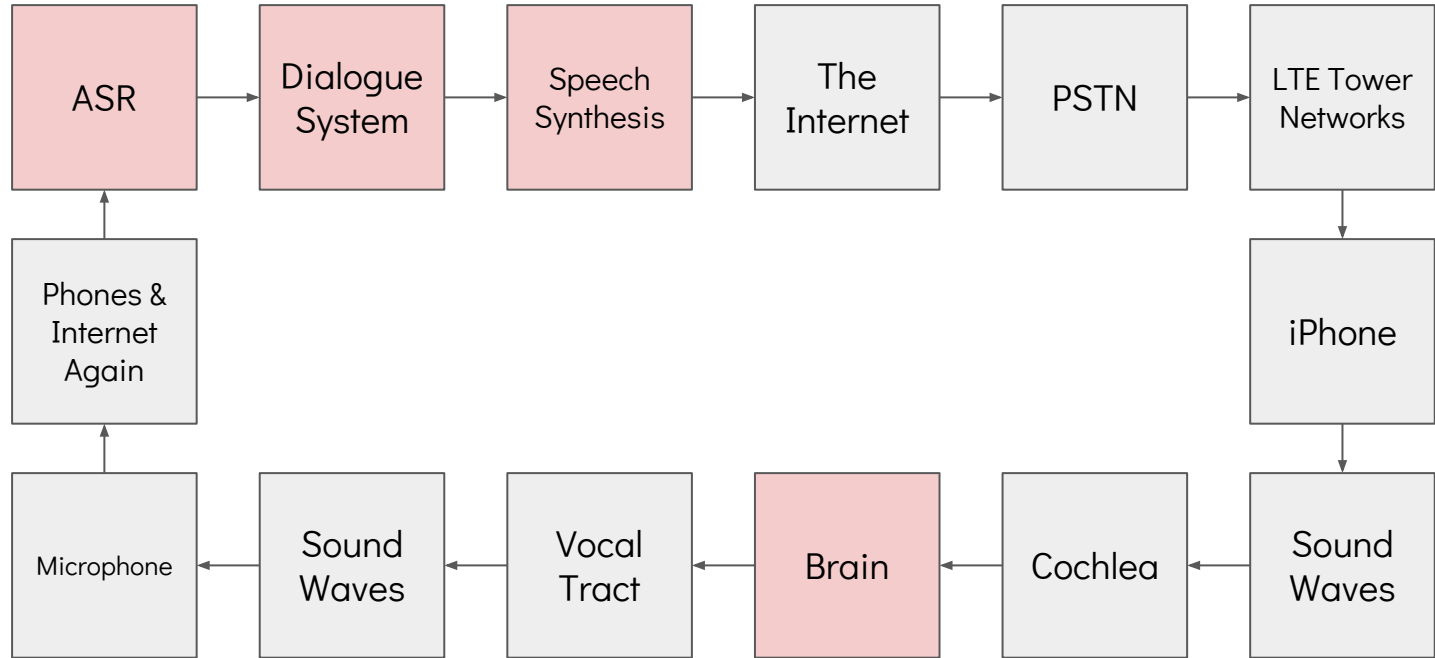 ASR
Dialogue
System
Speech
Synthesis
The
Internet
PSTN
LTE Tower
Networks
Phones &
Internet
Again
iPhone
Microphone
Sound
Waves
Vocal
Tract
Brain
Cochlea
Sound
Waves